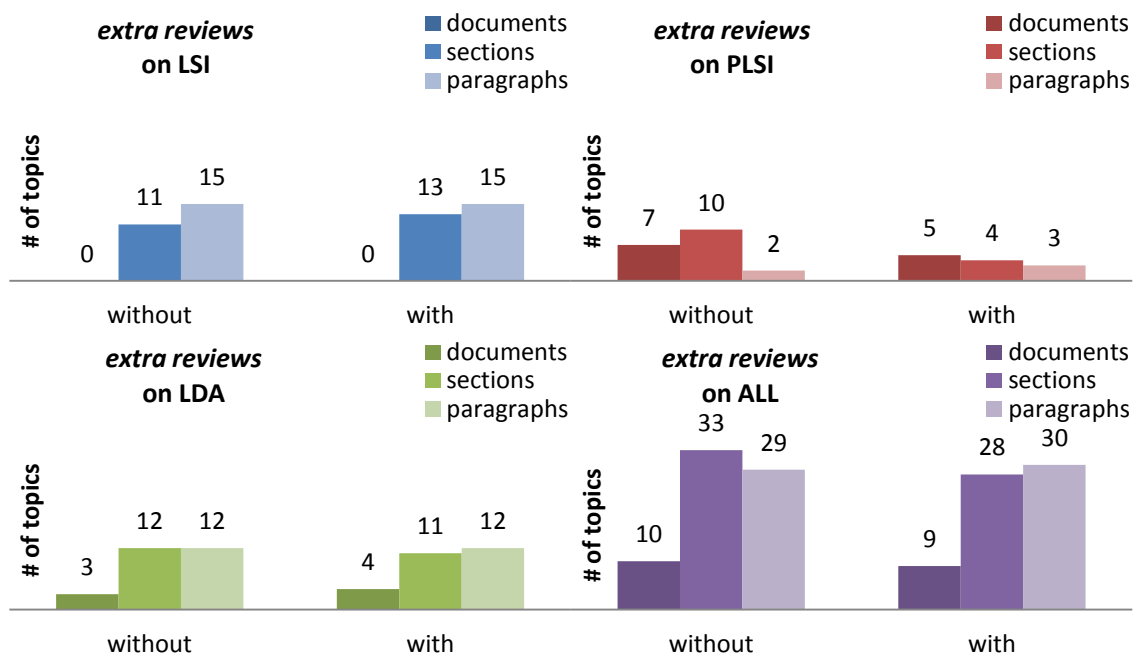 extra reviews
on LSI
documents
sections
paragraphs
# of topics
0
11
15
0
13
15
without
with
extra reviews
on PLSI
documents
sections
paragraphs
# of topics
7
10
2
5
4
3
without
with
extra reviews
on LDA
documents
sections
paragraphs
# of topics
3
12
12
4
11
12
without
with
extra reviews
on ALL
documents
sections
paragraphs
# of topics
10
33
29
9
28
30
without
with